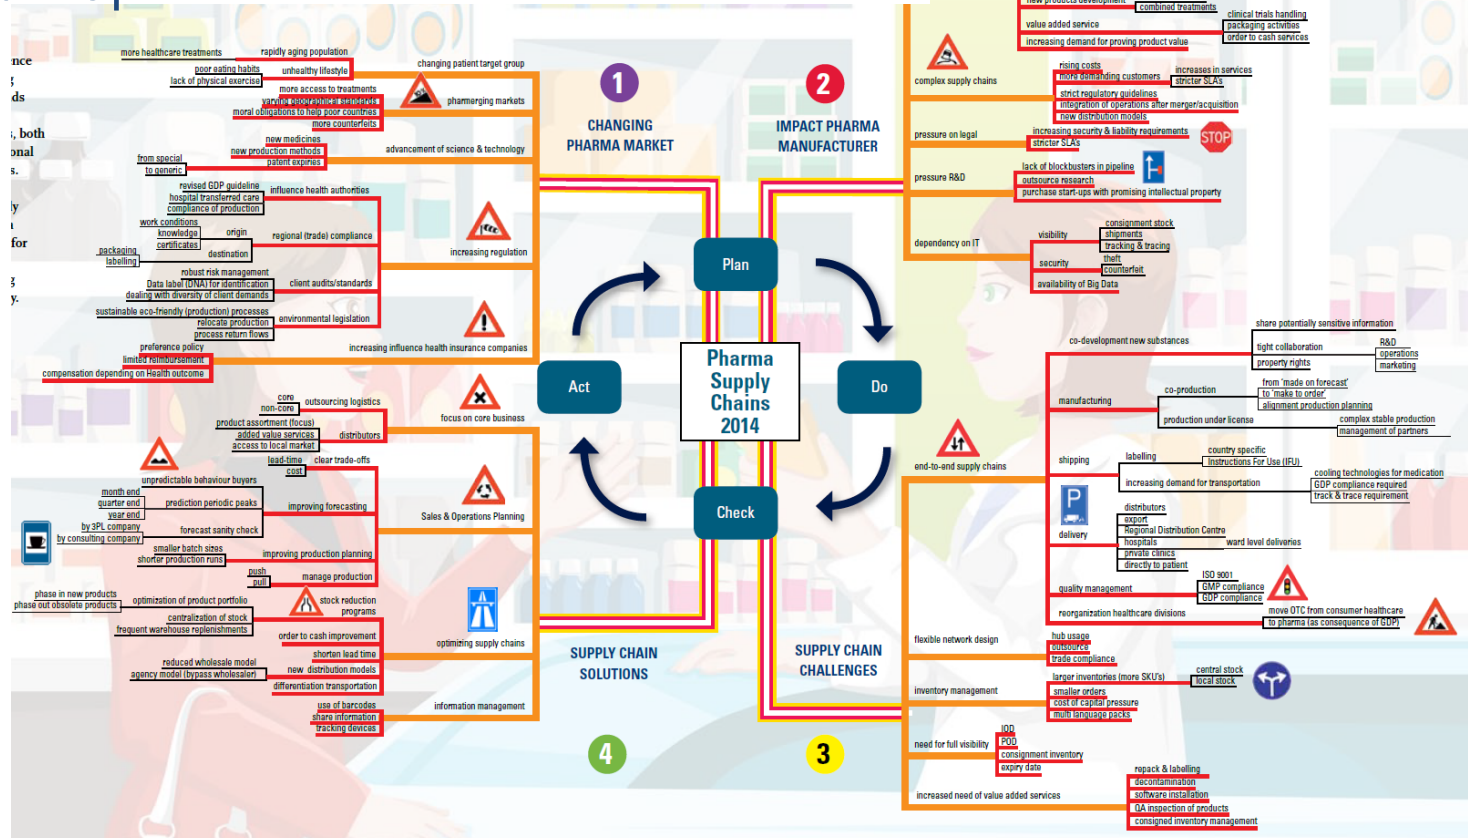 ence
g
ds
s, both
onal
s.
ly
n
for
ng
y.
more healthcare treatments
rapidly aging population
poor eating habits
lack of physical exercise
unhealthy lifestyle
changing patient target group
more access to treatments
varying geographical standards
moral obligations to help poor countries
more counterfeits
pharmerging markets
new medicines
new production methods
patent expiries
from special
to generic
advancement of science & technology
revised GDP guideline
hospital transferred care
compliance of production
influence health authorities
work conditions
knowledge
certificates
origin
packaging
labelling
destination
regional (trade) compliance
increasing regulation
robust risk management
Data label (DNA) for identification
dealing with diversity of client demands
client audits/standards
sustainable eco-friendly (production) processes
relocate production
process return flows
environmental legislation
preference policy
limited reimbursement
compensation depending on Health outcome
increasing influence health insurance companies
1
CHANGING
PHARMA MARKET
2
IMPACT PHARMA
MANUFACTURER
new products development
combined treatments
value added service
clinical trials handling
packaging activities
order to cash services
increasing demand for proving product value
complex supply chains
rising costs
more demanding customers
increases in services
stricter SLA's
strict regulatory guidelines
integration of operations after merger/acquisition
new distribution models
pressure on legal
increasing security & liability requirements
stricter SLA's
STOP
pressure R&D
lack of blockbusters in pipeline
outsource research
purchase start-ups with promising intellectual property
dependency on IT
visibility
consignment stock
shipments
tracking & tracing
security
theft
counterfeit
availability of Big Data
Plan
Do
Check
Act
Pharma
Supply
Chains
2014
core
non-core
outsourcing logistics
product assortment (focus)
added value services
access to local market
distributors
focus on core business
lead-time
cost
clear trade-offs
unpredictable behaviour buyers
month end
quarter end
year end
prediction periodic peaks
by 3PL company
by consulting company
forecast sanity check
improving forecasting
smaller batch sizes
shorter production runs
improving production planning
push
pull
manage production
Sales & Operations Planning
phase in new products
phase out obsolete products
optimization of product portfolio
centralization of stock
frequent warehouse replenishments
stock reduction
programs
order to cash improvement
shorten lead time
reduced wholesale model
agency model (bypass wholesaler)
new distribution models
differentiation transportation
optimizing supply chains
use of barcodes
share information
tracking devices
information management
SUPPLY CHAIN
SOLUTIONS
4
SUPPLY CHAIN
CHALLENGES
3
end-to-end supply chains
co-development new substances
share potentially sensitive information
tight collaboration
R&D
operations
marketing
property rights
manufacturing
co-production
from 'made on forecast'
to 'make to order'
alignment production planning
production under license
complex stable production
management of partners
shipping
labelling
country specific
Instructions For Use (IFU)
increasing demand for transportation
cooling technologies for medication
GDP compliance required
track & trace requirement
P
delivery
distributors
export
Regional Distribution Centre
hospitals
ward level deliveries
private clinics
directly to patient
quality management
ISO 9001
GMP compliance
GDP compliance
reorganization healthcare divisions
move OTC from consumer healthcare
to pharma (as consequence of GDP)
flexible network design
hub usage
outsource
trade compliance
inventory management
larger inventories (more SKU's)
central stock
local stock
smaller orders
cost of capital pressure
multi language packs
need for full visibility
IOD
POD
consignment inventory
expiry date
increased need of value added services
repack & labelling
decontamination
software installation
QA inspection of products
consigned inventory management